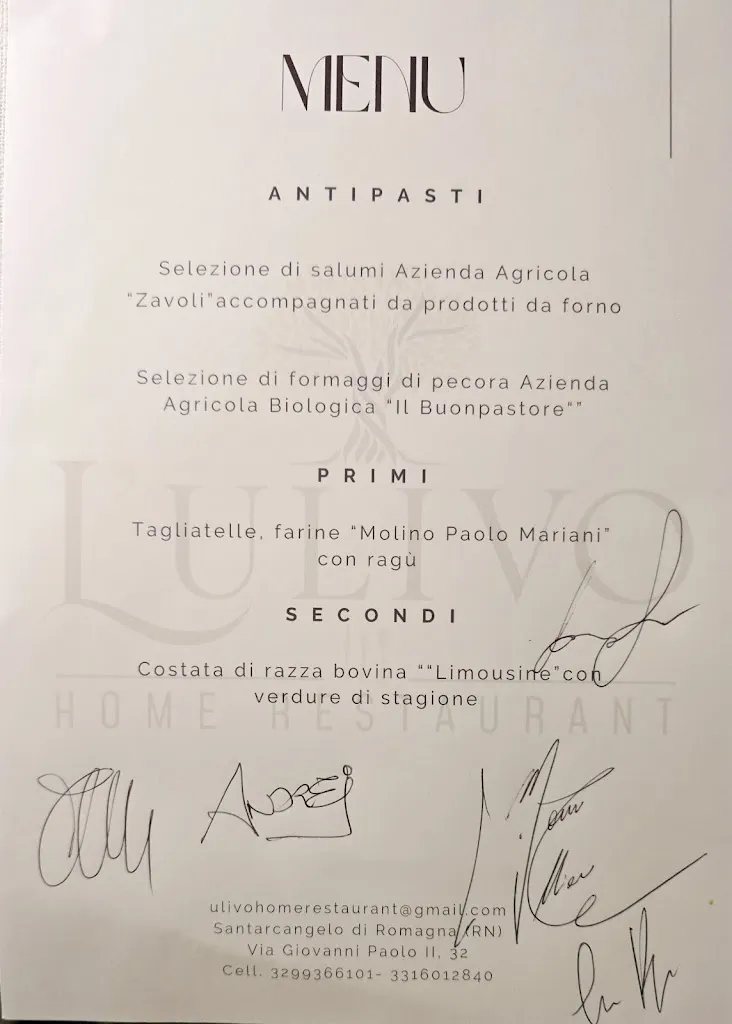 MENU
ANTIPASTI
Selezione di salumi Azienda Agricola
“Zavoli”accompagnati da prodotti da forno
Selezione di formaggi di pecora Azienda
Agricola Biologica “Il Buonpastore“”
PRIMI
Tagliatelle, farine “Molino Paolo Mariani”
con ragù
LULIVO
SECONDI
Costata di razza bovina ““Limousine”con
verdure di stagione
HOME RESTAURANT
ANDREJ
ulivohomerestaurant@gmail.com
Santarcangelo di Romagna (RN)
Via Giovanni Paolo II, 32
Cell. 3299366101- 3316012840